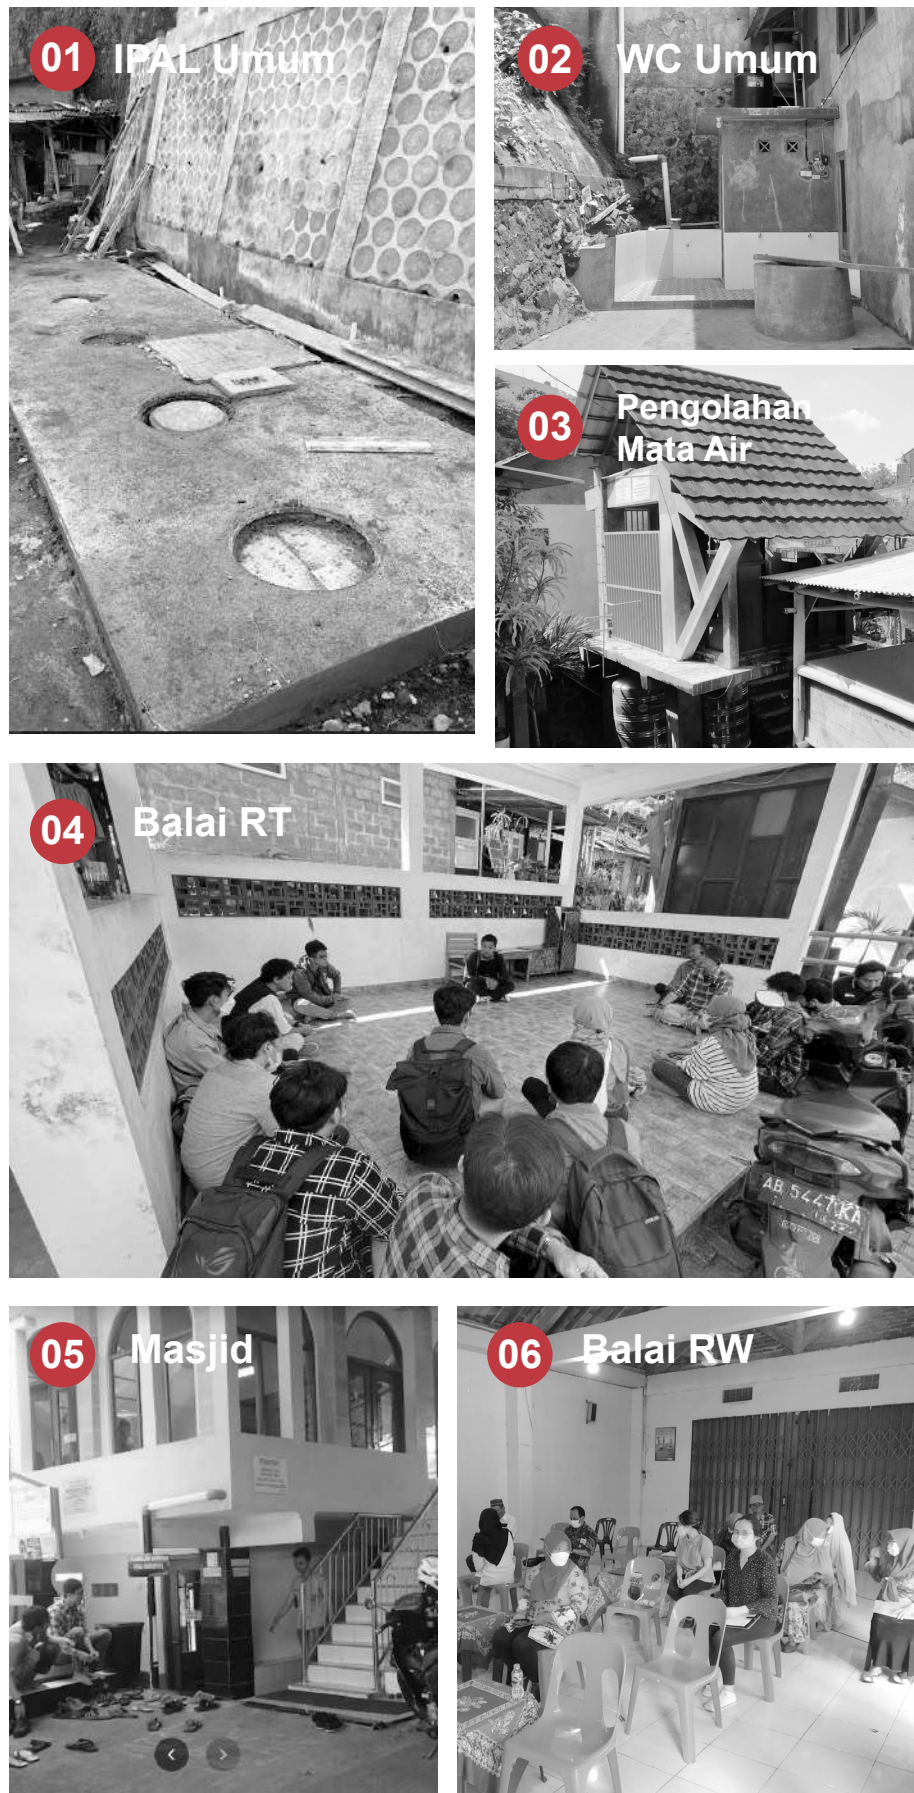 01
IPAL Umum
02
WC Umum
03
Pengolahan
Mata Air
04
Balai RT
AB 5447 KA
05
Masjid
06
Balai RW